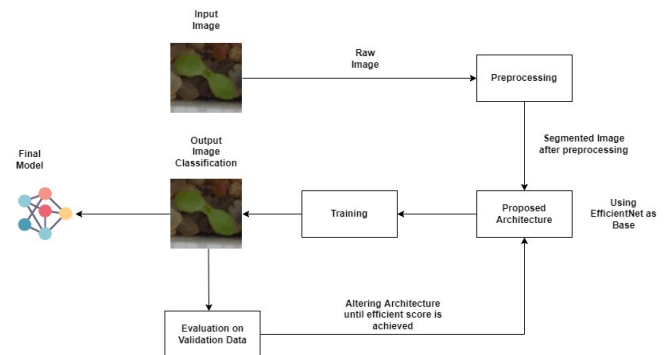 Input
Image
Raw
Image
Preprocessing
Segmented Image
after preprocessing
Output
Image
Classification
Final
Model
Training
Proposed
Architecture
Using
EfficientNet as
Base
Altering Architecture
until efficient score is
achieved
Evaluation on
Validation Data